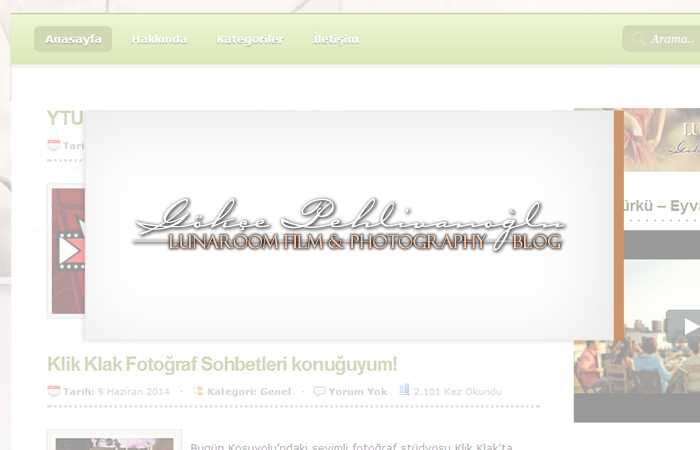 Anasayfa Hakkında Kategoriler İletişim Arama..
YTU
Tari
Gökçe Pehlivanoğlu
LUNAROOM FILM & PHOTOGRAPHY BLOG
LU
Türkü – Eyva
Klik Klak Fotoğraf Sohbetleri konuğuyum!
Tarih: 9 Haziran 2014 · Kategori: Genel · Yorum Yok · 2.101 Kez Okundu
Bugün Koşuyolu'ndaki sevimli fotoğraf stüdyosu Klik Klak'ta